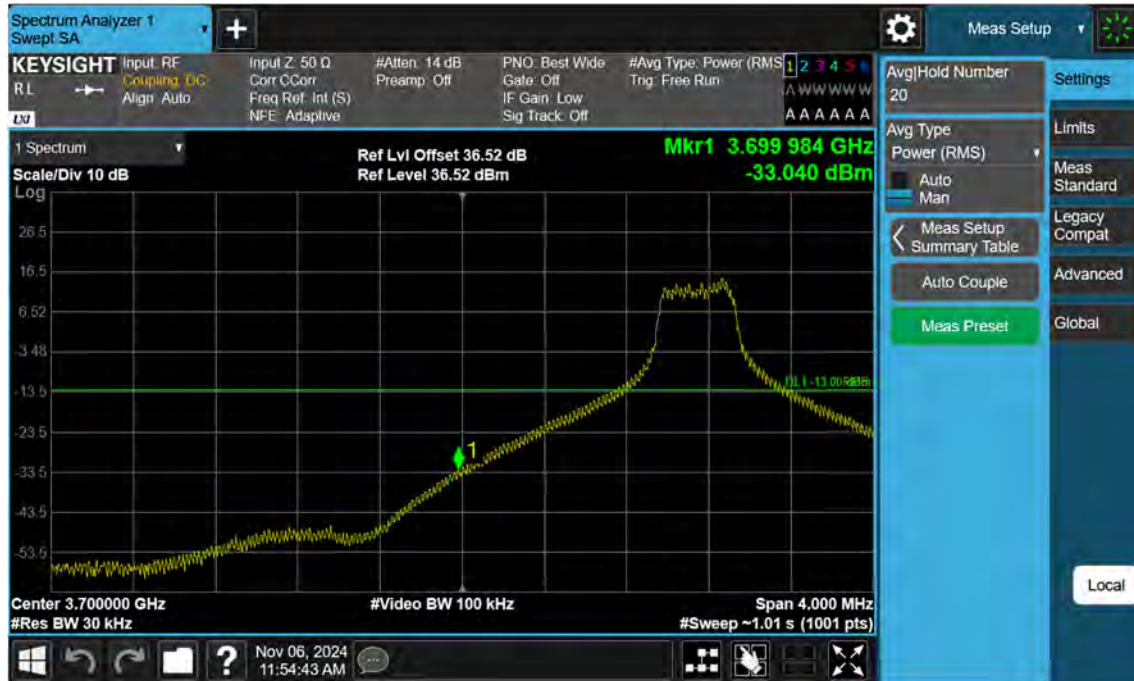 Spectrum Analyzer 1
Swept SA
+
Meas Setup
KEYSIGHT
RL
LXI
Input: RF
Coupling: DC
Align: Auto
Input Z: 50 Ω
Corr CCorr
Freq Ref: Int (S)
NFE: Adaptive
#Atten: 14 dB
Preamp: Off
PNO: Best Wide
Gate: Off
IF Gain: Low
Sig Track: Off
#Avg Type: Power (RMS
Trig: Free Run
1 2 3 4 5 6
A W W W W W
A A A A A A
Avg|Hold Number
20
Avg Type
Power (RMS)
Auto
Man
Meas Setup
Summary Table
Auto Couple
Meas Preset
Settings
Limits
Meas
Standard
Legacy
Compat
Advanced
Global
Local
1 Spectrum
Scale/Div 10 dB
Log
Ref Lvl Offset 36.52 dB
Ref Level 36.52 dBm
Mkr1 3.699 984 GHz
-33.040 dBm
26.5
16.5
6.52
-3.48
-13.5
-23.5
-33.5
-43.5
-53.5
1
Center 3.700000 GHz
#Res BW 30 kHz
#Video BW 100 kHz
Span 4.000 MHz
#Sweep ~1.01 s (1001 pts)
?
Nov 06, 2024
11:54:43 AM